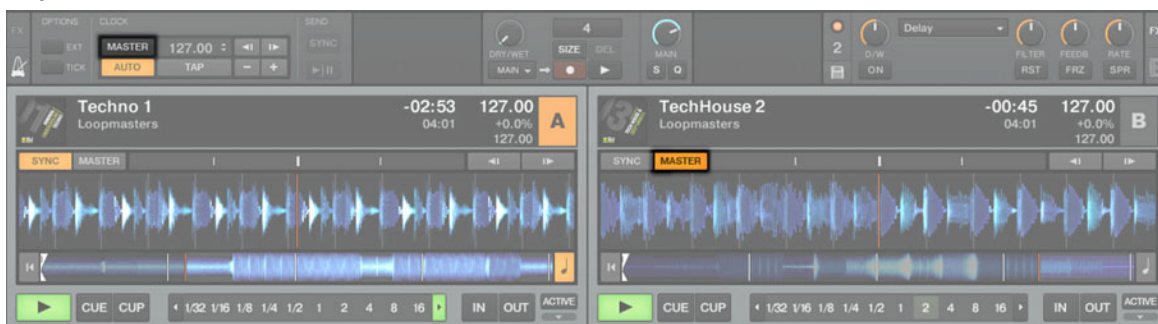 OPTIONS CLOCK SEND
FX EXT MASTER 127.00 SYNC
TICK AUTO TAP - +
DRY/WET 4 SIZE DEL
MAIN
MAIN S Q
2 D/W ON
Delay FILTER FEEDB RATE
RST FRZ SPR
Techno 1 -02:53 127.00 A
Loopmasters 04:01 +0.0%
127.00
SYNC MASTER
CUE CUP 1/32 1/16 1/8 1/4 1/2 1 2 4 8 16 IN OUT ACTIVE
TechHouse 2 -00:45 127.00 B
Loopmasters 04:01 +0.0%
127.00
SYNC MASTER
CUE CUP 1/32 1/16 1/8 1/4 1/2 1 2 4 8 16 IN OUT ACTIVE